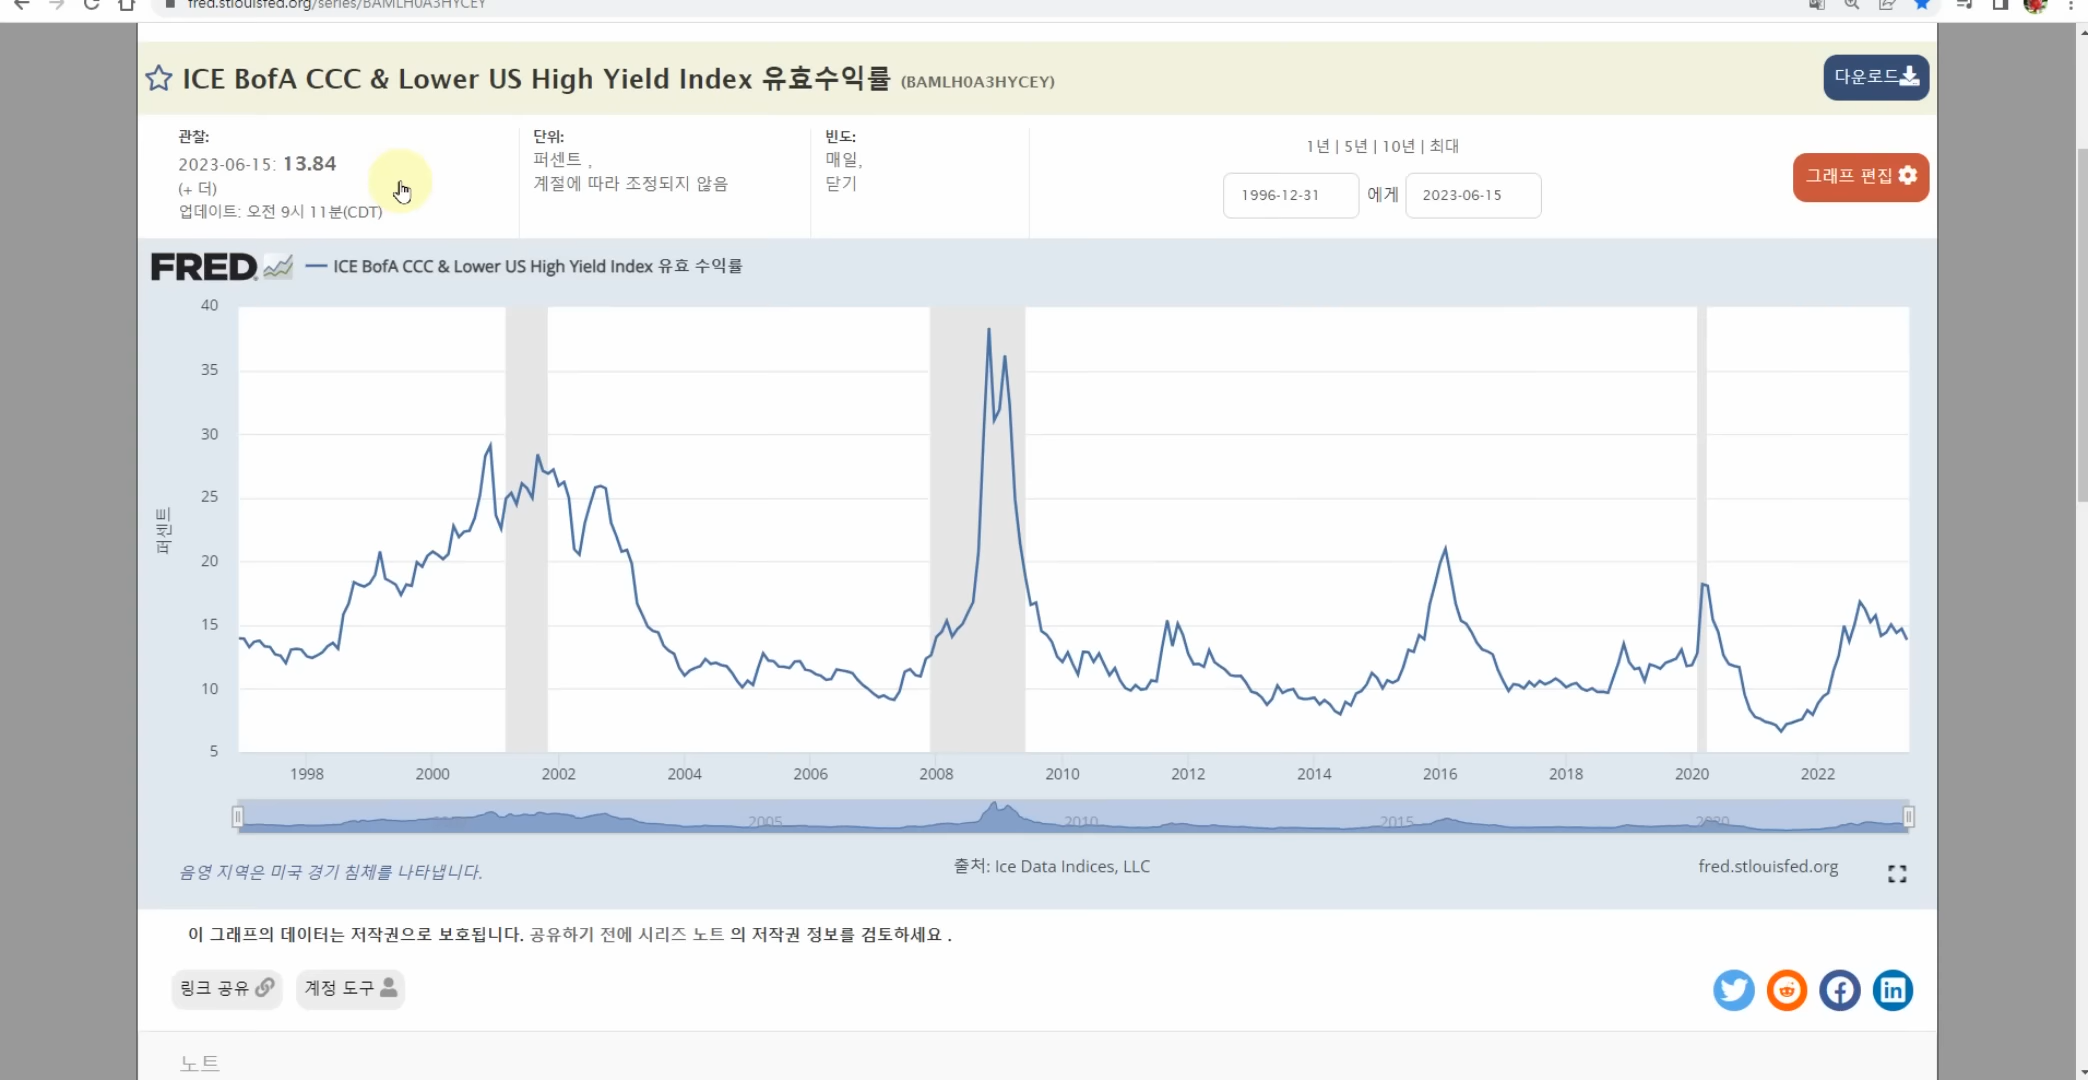 fred.stlouisfed.org/series/BAMLH0A3HYCEY
ICE BofA CCC & Lower US High Yield Index 유효수익률 (BAMLH0A3HYCEY)
다운로드
관찰:
2023-06-15: 13.84
(+ 더)
업데이트: 오전 9시 11분(CDT)
단위:
퍼센트 ,
계절에 따라 조정되지 않음
빈도:
매일,
닫기
1년 | 5년 | 10년 | 최대
1996-12-31 에게 2023-06-15
그래프 편집
FRED
ICE BofA CCC & Lower US High Yield Index 유효 수익률
40
35
30
25
20
15
10
5
퍼센트
1998 2000 2002 2004 2006 2008 2010 2012 2014 2016 2018 2020 2022
2005 2010 2015 2020
음영 지역은 미국 경기 침체를 나타냅니다.
출처: Ice Data Indices, LLC
fred.stlouisfed.org
이 그래프의 데이터는 저작권으로 보호됩니다. 공유하기 전에 시리즈 노트 의 저작권 정보를 검토하세요 .
링크 공유 계정 도구
노트